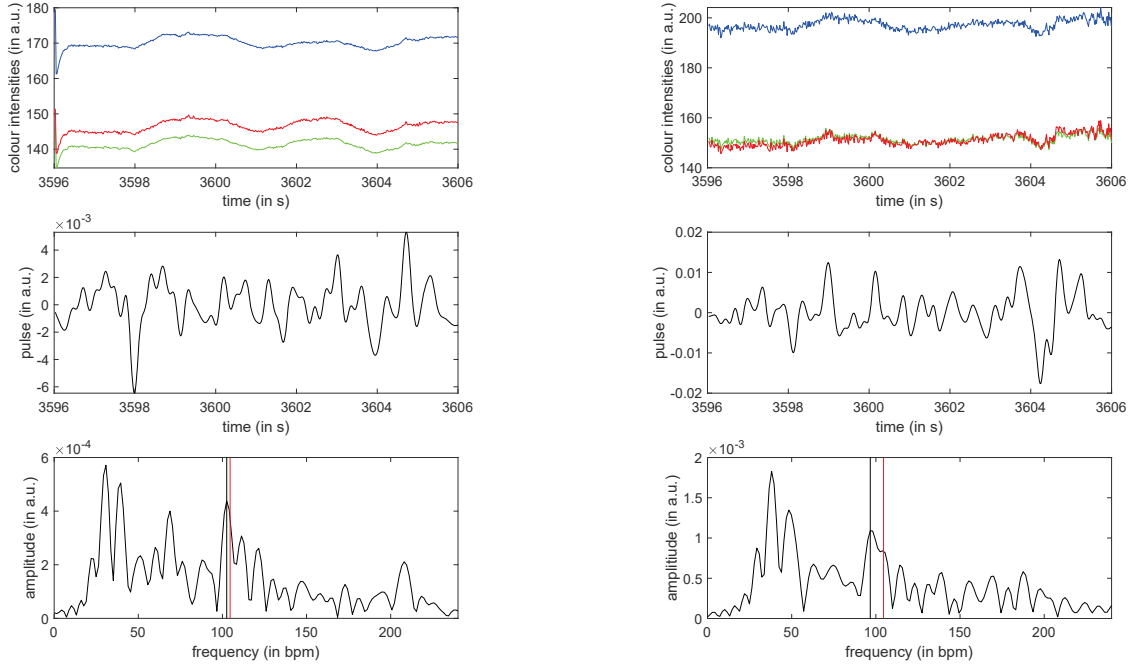 180
170
160
150
140
colour intensities (in a.u.)
3596 3598 3600 3602 3604 3606
time (in s)
200
180
160
140
colour intensities (in a.u.)
3596 3598 3600 3602 3604 3606
time (in s)
×10⁻³
4
2
0
-2
-4
-6
pulse (in a.u.)
3596 3598 3600 3602 3604 3606
time (in s)
0.02
0.01
0
-0.01
-0.02
pulse (in a.u.)
3596 3598 3600 3602 3604 3606
time (in s)
×10⁻⁴
6
4
2
0
amplitude (in a.u.)
0 50 100 150 200
frequency (in bpm)
×10⁻³
2
1.5
1
0.5
0
amplitiude (in a.u.)
0 50 100 150 200
frequency (in bpm)